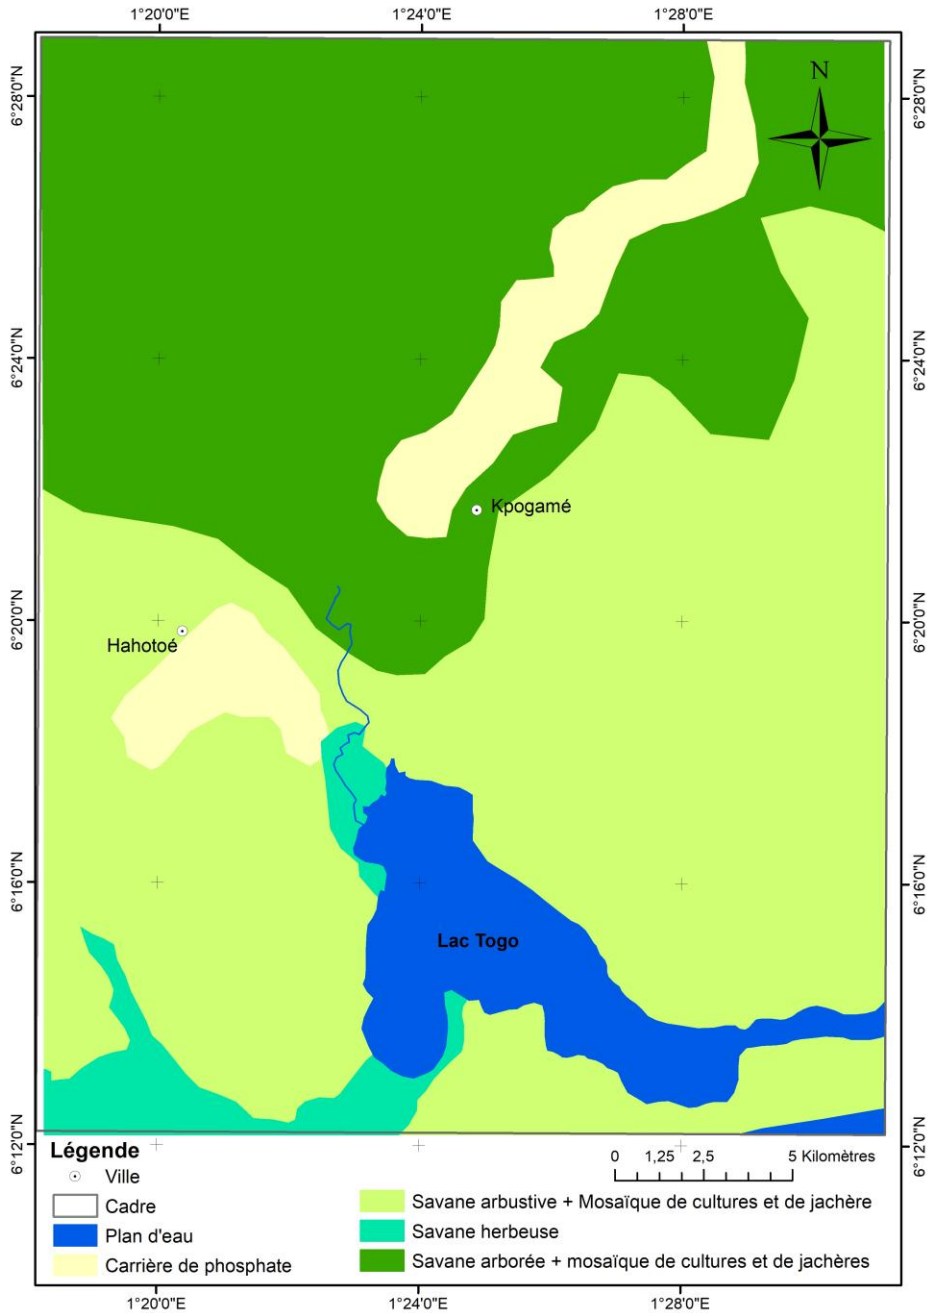 1°20'0"E 1°24'0"E 1°28'0"E
N
6°28'0"N 6°28'0"N
6°24'0"N 6°24'0"N
Kpogamé
6°20'0"N 6°20'0"N
Hahotoé
6°16'0"N 6°16'0"N
Lac Togo
6°12'0"N 6°12'0"N
Légende
Ville
Cadre
Plan d'eau
Carrière de phosphate
0 1,25 2,5 5 Kilomètres
Savane arbustive + Mosaïque de cultures et de jachère
Savane herbeuse
Savane arborée + mosaïque de cultures et de jachères
1°20'0"E 1°24'0"E 1°28'0"E